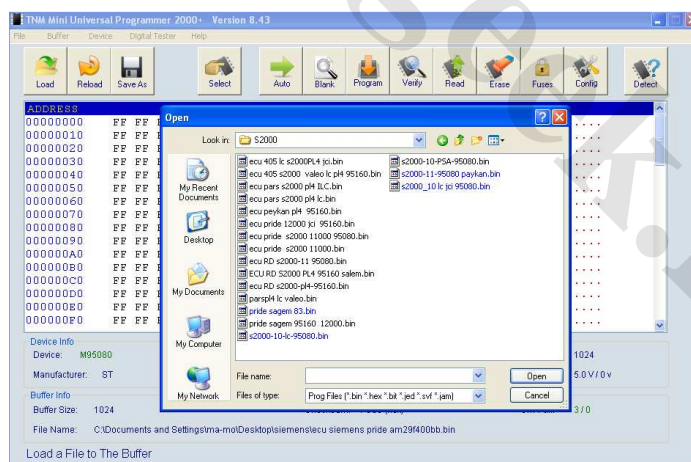 TNM Mini Universal Programmer 2000+ Version 8.43
File Buffer Device Digital Tester Help
Load Reload Save As Select Auto Blank Program Verify Read Erase Fuses Config Detect
ADDRESS
00000000 FF FF
00000010 FF FF
00000020 FF FF
00000030 FF FF
00000040 FF FF
00000050 FF FF
00000060 FF FF
00000070 FF FF
00000080 FF FF
00000090 FF FF
000000A0 FF FF
000000B0 FF FF
000000C0 FF FF
000000D0 FF FF
000000E0 FF FF
000000F0 FF FF
Open
Look in: S2000
My Recent Documents
Desktop
My Documents
My Computer
My Network
ecu 405 lc s2000PL4 jci.bin
ecu 405 s2000 valeo lc pl4 95160.bin
ecu pars s2000 pl4 ILC.bin
ecu pars s2000 pl4 lc.bin
ecu peykan pl4 95160.bin
ecu pride 12000 jci 95160.bin
ecu pride s2000 11000 95080.bin
ecu pride s2000 11000.bin
ecu RD s2000-11 95080.bin
ECU RD S2000 PL4 95160 salem.bin
ecu RD s2000-pl4-95160.bin
parspl4 lc valeo.bin
pride sagem 83.bin
pride sagem 95160 12000.bin
s2000-10-lc-95080.bin
s2000-10-PSA-95080.bin
s2000-11-95080 paykan.bin
s2000_10 lc jci 95080.bin
File name: Open
Files of type: Prog Files (*.bin *.hex *.bit *.jed *.svf *.jam) Cancel
Device Info
Device: M95080 1024
Manufacturer: ST 5.0 V / 0 v
Buffer Info
Buffer Size: 1024 3 / 0
File Name: C:\Documents and Settings\ma-mo\Desktop\siemens\ecu siemens pride am29f400bb.bin
Load a File to The Buffer